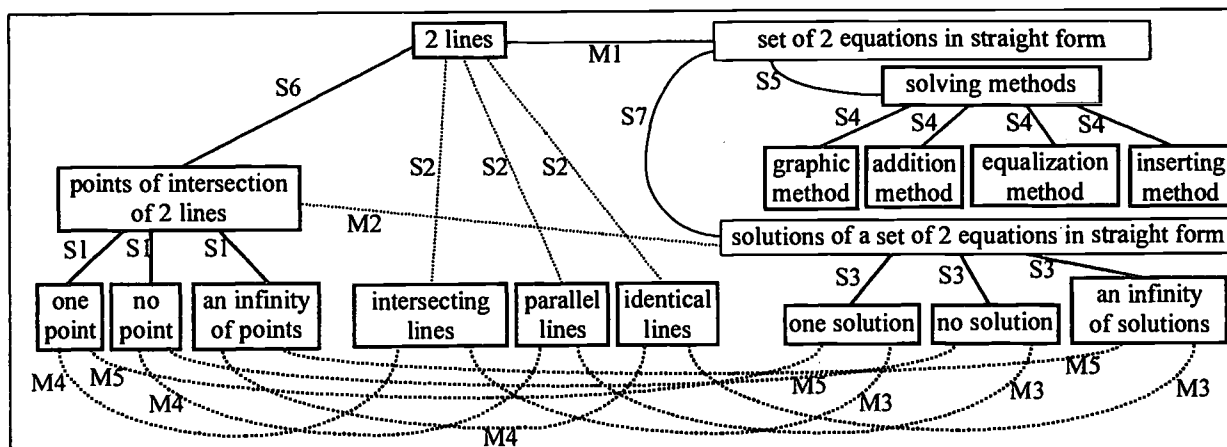 2 lines
M1
set of 2 equations in straight form
S6
S5
solving methods
S7
S4
S4
S4
S4
S2
S2
S2
graphic
method
addition
method
equalization
method
inserting
method
points of intersection
of 2 lines
M2
solutions of a set of 2 equations in straight form
S1
S1
S1
S3
S3
S3
one
point
no
point
an infinity
of points
intersecting
lines
parallel
lines
identical
lines
one solution
no solution
an infinity
of solutions
M4
M5
M4
M4
M5
M3
M3
M5
M3